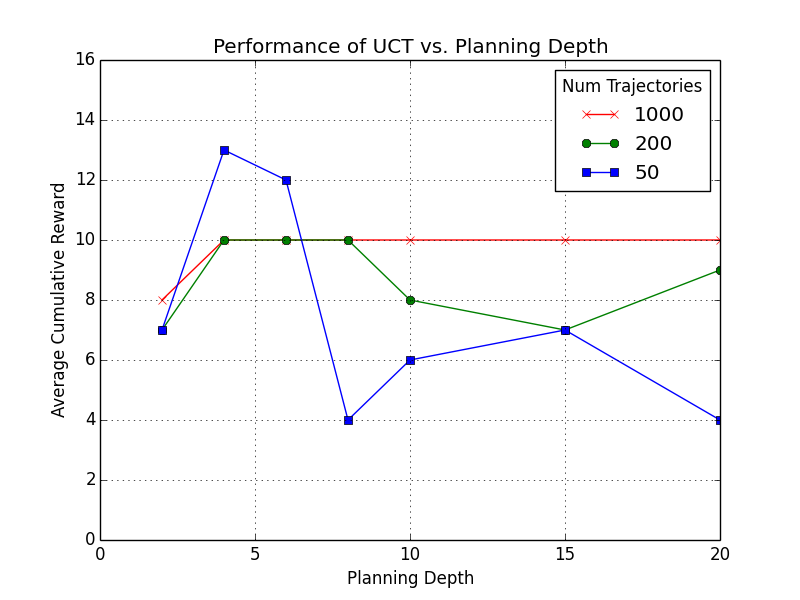 Performance of UCT vs. Planning Depth
Num Trajectories
1000
200
50
Average Cumulative Reward
16
14
12
10
8
6
4
2
0
0 5 10 15 20
Planning Depth